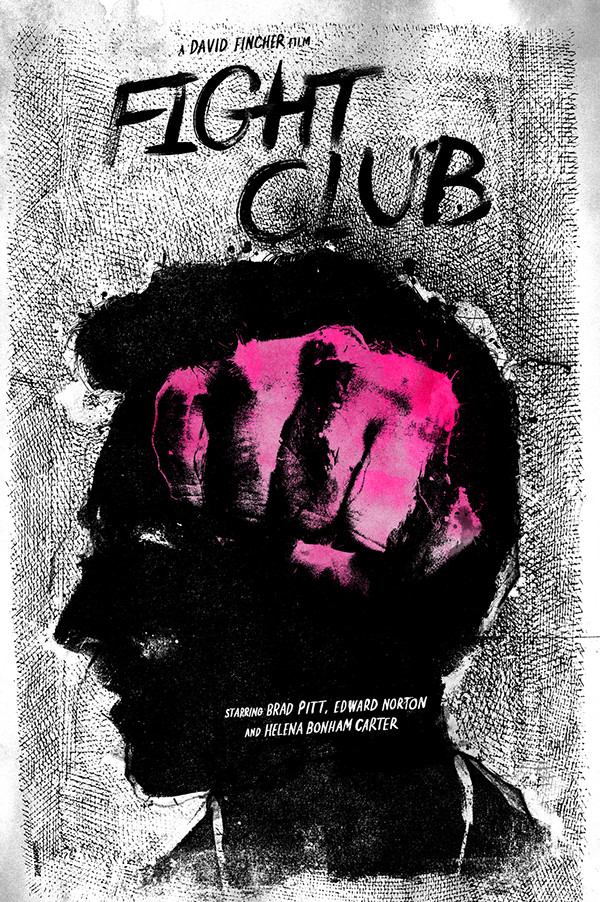 A DAVID FINCHER FILM
FIGHT
CLUB
STARRING BRAD PITT, EDWARD NORTON
AND HELENA BONHAM CARTER